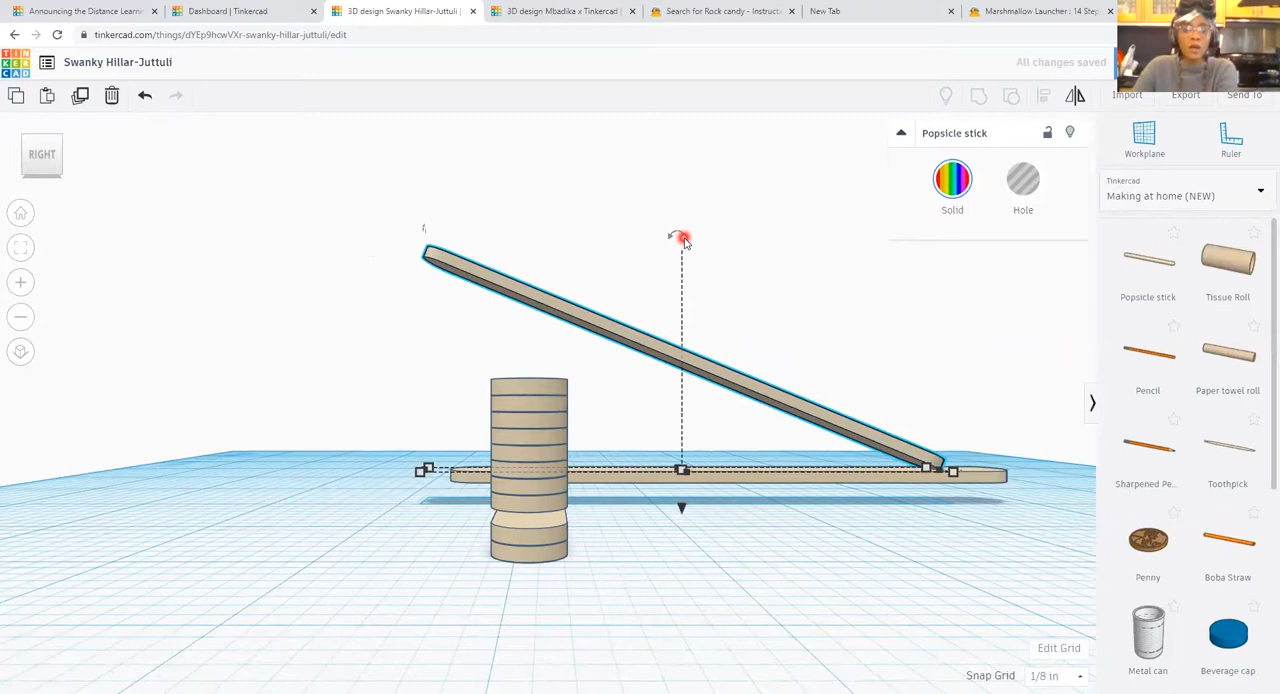 Announcing the Distance Learni
Dashboard | Tinkercad
3D design Swanky Hillar-Juttuli |
3D design Mbadika x Tinkercad |
Search for Rock candy - Instructa
New Tab
Marshmallow Launcher : 14 Step
tinkercad.com/things/dYEp9hcwVXr-swanky-hillar-juttuli/edit
TIN
KER
CAD
Swanky Hillar-Juttuli
All changes saved
Import
Export
Send To
RIGHT
Popsicle stick
Solid
Hole
Workplane
Ruler
Tinkercad
Making at home (NEW)
Popsicle stick
Tissue Roll
Pencil
Paper towel roll
Sharpened Pe...
Toothpick
Penny
Boba Straw
Metal can
Beverage cap
Edit Grid
Snap Grid
1/8 in